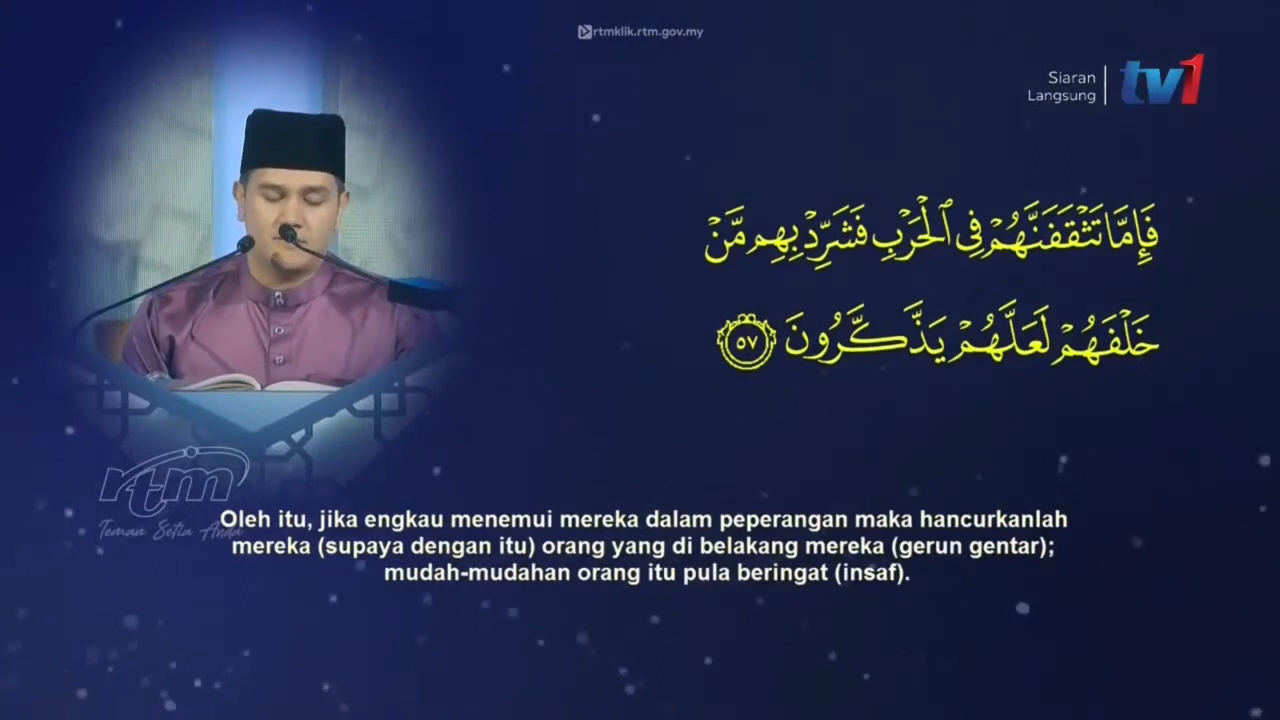 rtmklik.rtm.gov.my
Siaran
Langsung
tv1
فَإِمَّا تَثْقَفَنَّهُمْ فِى ٱلْحَرْبِ فَشَرِّدْ بِهِم مَّنْ
خَلْفَهُمْ لَعَلَّهُمْ يَذَّكَّرُونَ ٥٧
rtm
Teman Setia Anda
Oleh itu, jika engkau menemui mereka dalam peperangan maka hancurkanlah
mereka (supaya dengan itu) orang yang di belakang mereka (gerun gentar);
mudah-mudahan orang itu pula beringat (insaf).